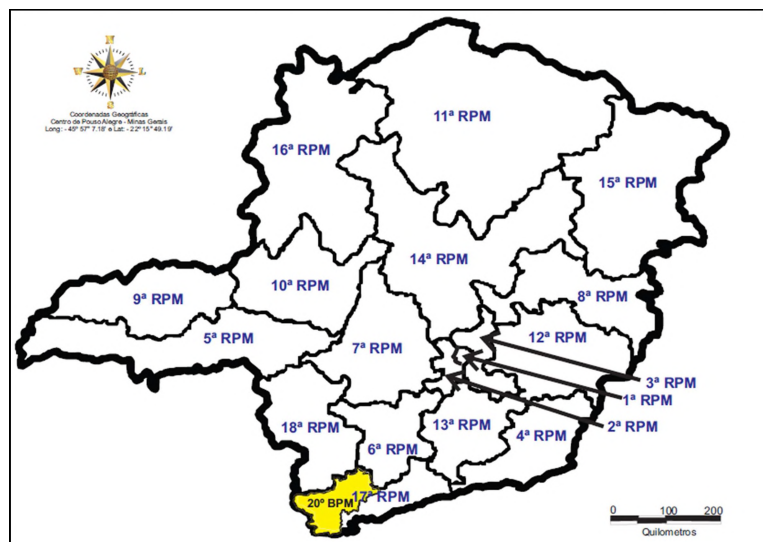 N
L
S
Coordenadas Geográficas
Centro de Pouso Alegre - Minas Gerais
Long: - 45º 57' 7.18' e Lat: - 22º 15' 49.19'
11ª RPM
16ª RPM
15ª RPM
14ª RPM
10ª RPM
9ª RPM
8ª RPM
5ª RPM
12ª RPM
7ª RPM
3ª RPM
1ª RPM
2ª RPM
18ª RPM
13ª RPM
4ª RPM
6ª RPM
17ª RPM
20º BPM
0 100 200
Quilometros